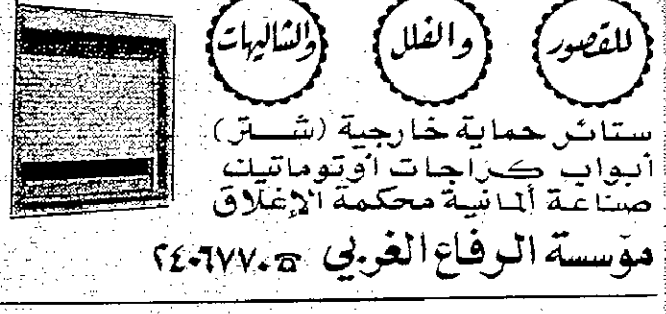 للقصور والفلل والشاليهات
ستائر حماية خارجية (شتر)
أبواب كراجات أوتوماتيك
صناعة ألمانية محكمة الإغلاق
مؤسسة الرفاع الغربي ☎ ٢٤٠٦٧٧٠